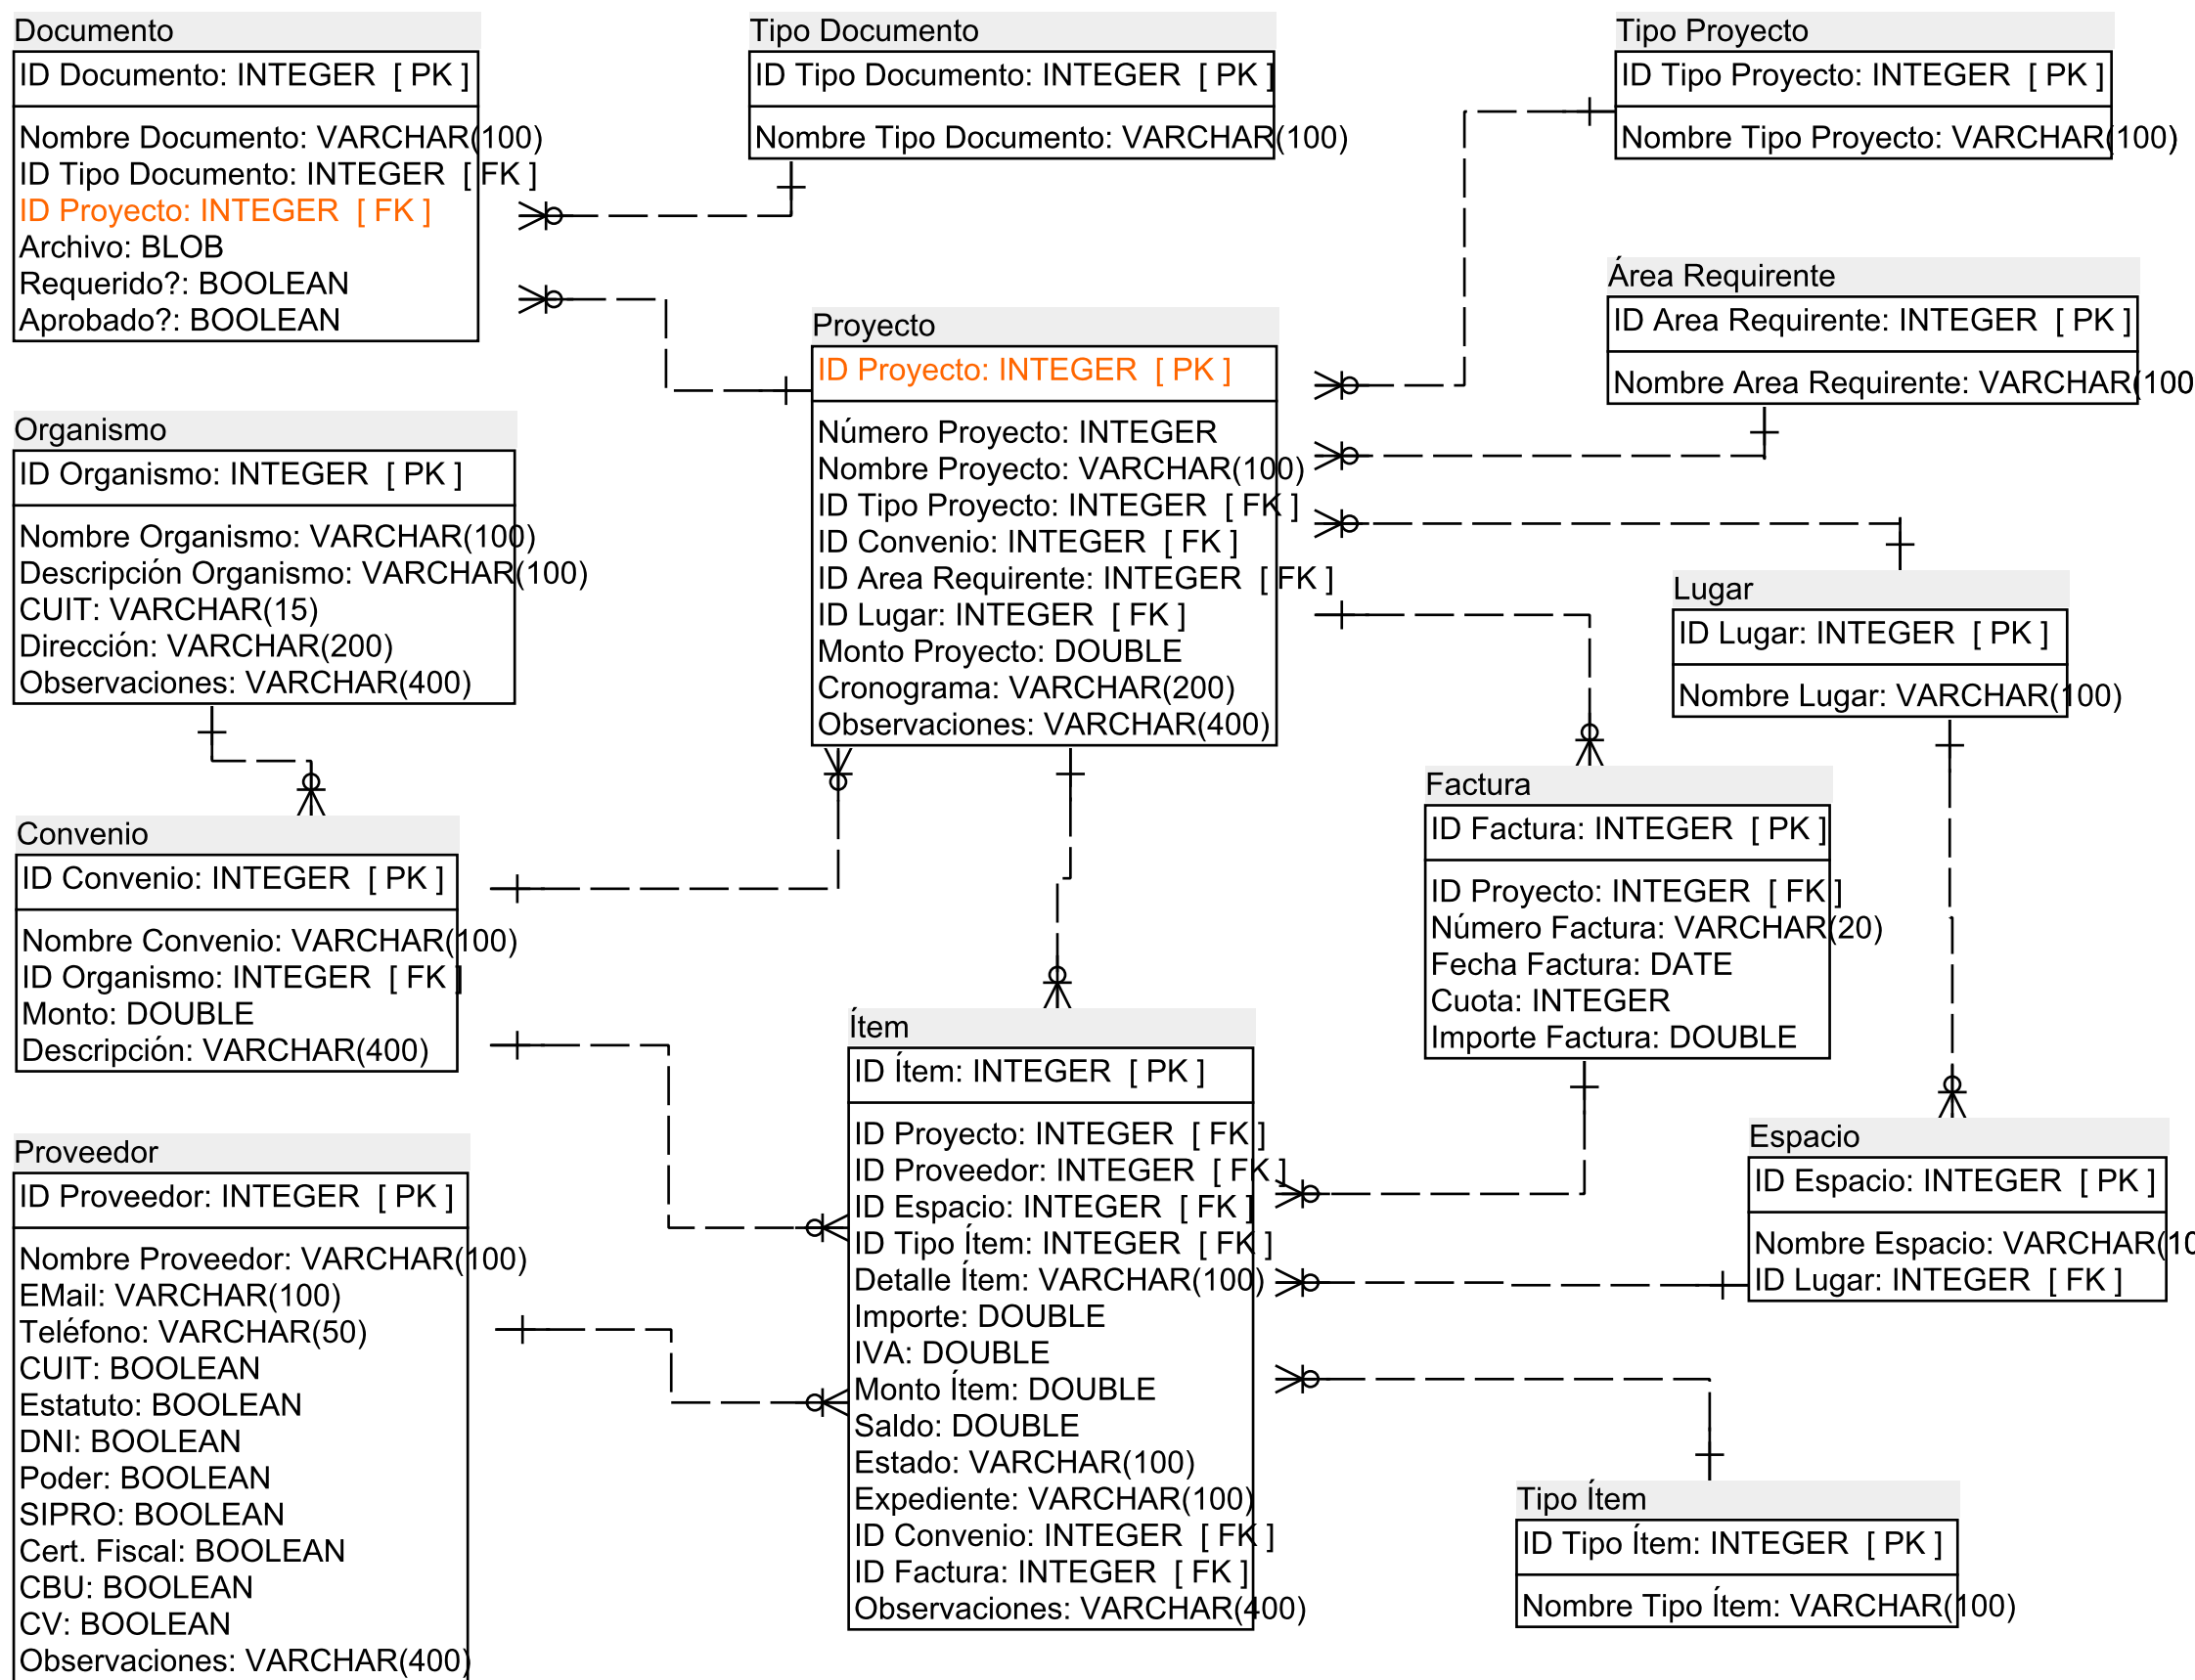 Documento
ID Documento: INTEGER [ PK ]
Nombre Documento: VARCHAR(100)
ID Tipo Documento: INTEGER [ FK ]
ID Proyecto: INTEGER [ FK ]
Archivo: BLOB
Requerido?: BOOLEAN
Aprobado?: BOOLEAN
Tipo Documento
ID Tipo Documento: INTEGER [ PK ]
Nombre Tipo Documento: VARCHAR(100)
Tipo Proyecto
ID Tipo Proyecto: INTEGER [ PK ]
Nombre Tipo Proyecto: VARCHAR(100)
Área Requirente
ID Area Requirente: INTEGER [ PK ]
Nombre Area Requirente: VARCHAR(100
Proyecto
ID Proyecto: INTEGER [ PK ]
Número Proyecto: INTEGER
Nombre Proyecto: VARCHAR(100)
ID Tipo Proyecto: INTEGER [ FK ]
ID Convenio: INTEGER [ FK ]
ID Area Requirente: INTEGER [ FK ]
ID Lugar: INTEGER [ FK ]
Monto Proyecto: DOUBLE
Cronograma: VARCHAR(200)
Observaciones: VARCHAR(400)
Organismo
ID Organismo: INTEGER [ PK ]
Nombre Organismo: VARCHAR(100)
Descripción Organismo: VARCHAR(100)
CUIT: VARCHAR(15)
Dirección: VARCHAR(200)
Observaciones: VARCHAR(400)
Lugar
ID Lugar: INTEGER [ PK ]
Nombre Lugar: VARCHAR(100)
Convenio
ID Convenio: INTEGER [ PK ]
Nombre Convenio: VARCHAR(100)
ID Organismo: INTEGER [ FK ]
Monto: DOUBLE
Descripción: VARCHAR(400)
Factura
ID Factura: INTEGER [ PK ]
ID Proyecto: INTEGER [ FK ]
Número Factura: VARCHAR(20)
Fecha Factura: DATE
Cuota: INTEGER
Importe Factura: DOUBLE
Ítem
ID Ítem: INTEGER [ PK ]
ID Proyecto: INTEGER [ FK ]
ID Proveedor: INTEGER [ FK ]
ID Espacio: INTEGER [ FK ]
ID Tipo Ítem: INTEGER [ FK ]
Detalle Ítem: VARCHAR(100)
Importe: DOUBLE
IVA: DOUBLE
Monto Ítem: DOUBLE
Saldo: DOUBLE
Estado: VARCHAR(100)
Expediente: VARCHAR(100)
ID Convenio: INTEGER [ FK ]
ID Factura: INTEGER [ FK ]
Observaciones: VARCHAR(400)
Espacio
ID Espacio: INTEGER [ PK ]
Nombre Espacio: VARCHAR(10
ID Lugar: INTEGER [ FK ]
Proveedor
ID Proveedor: INTEGER [ PK ]
Nombre Proveedor: VARCHAR(100)
EMail: VARCHAR(100)
Teléfono: VARCHAR(50)
CUIT: BOOLEAN
Estatuto: BOOLEAN
DNI: BOOLEAN
Poder: BOOLEAN
SIPRO: BOOLEAN
Cert. Fiscal: BOOLEAN
CBU: BOOLEAN
CV: BOOLEAN
Observaciones: VARCHAR(400)
Tipo Ítem
ID Tipo Ítem: INTEGER [ PK ]
Nombre Tipo Ítem: VARCHAR(100)